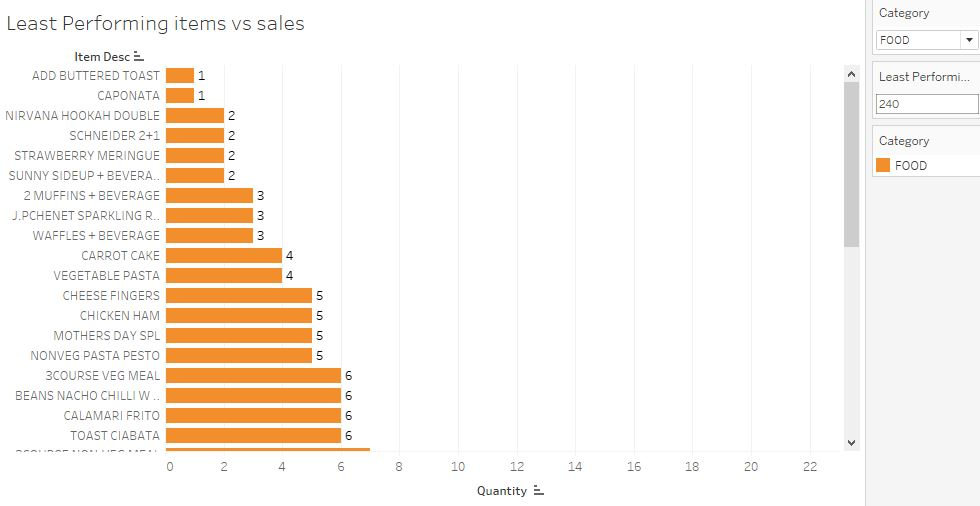 Least Performing items vs sales
Item Desc
ADD BUTTERED TOAST 1
CAPONATA 1
NIRVANA HOOKAH DOUBLE 2
SCHNEIDER 2+1 2
STRAWBERRY MERINGUE 2
SUNNY SIDEUP + BEVERA.. 2
2 MUFFINS + BEVERAGE 3
J.PCHENET SPARKLING R.. 3
WAFFLES + BEVERAGE 3
CARROT CAKE 4
VEGETABLE PASTA 4
CHEESE FINGERS 5
CHICKEN HAM 5
MOTHERS DAY SPL 5
NONVEG PASTA PESTO 5
3COURSE VEG MEAL 6
BEANS NACHO CHILLI W .. 6
CALAMARI FRITO 6
TOAST CIABATA 6
0 2 4 6 8 10 12 14 16 18 20 22
Quantity
Category
FOOD
Least Performi...
240
Category
FOOD